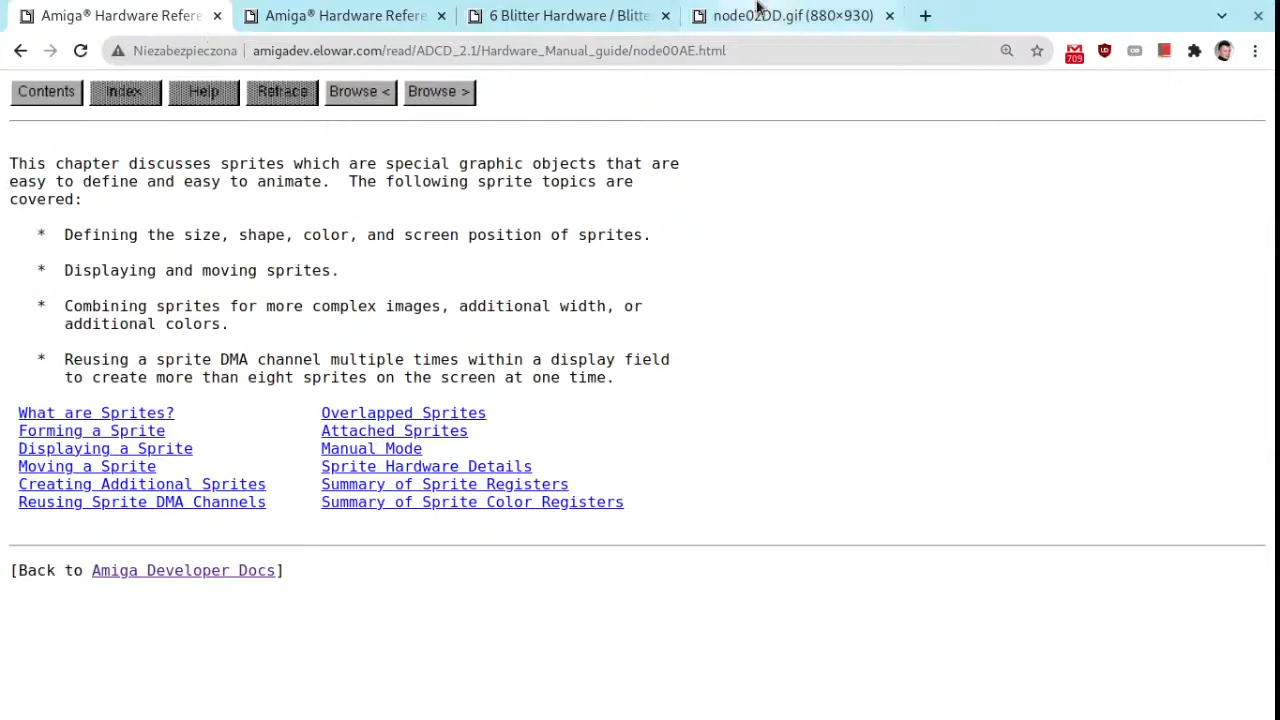 Amiga® Hardware Refere
Amiga® Hardware Refere
6 Blitter Hardware / Blitte
node02DD.gif (880×930)
Niezabezpieczona
amigadev.elowar.com/read/ADCD_2.1/Hardware_Manual_guide/node00AE.html
709
Contents
Index
Help
Retrace
Browse <
Browse >
This chapter discusses sprites which are special graphic objects that are
easy to define and easy to animate.  The following sprite topics are
covered:
* Defining the size, shape, color, and screen position of sprites.
* Displaying and moving sprites.
* Combining sprites for more complex images, additional width, or
additional colors.
* Reusing a sprite DMA channel multiple times within a display field
to create more than eight sprites on the screen at one time.
What are Sprites? Overlapped Sprites
Forming a Sprite Attached Sprites
Displaying a Sprite Manual Mode
Moving a Sprite Sprite Hardware Details
Creating Additional Sprites Summary of Sprite Registers
Reusing Sprite DMA Channels Summary of Sprite Color Registers
[Back to Amiga Developer Docs]